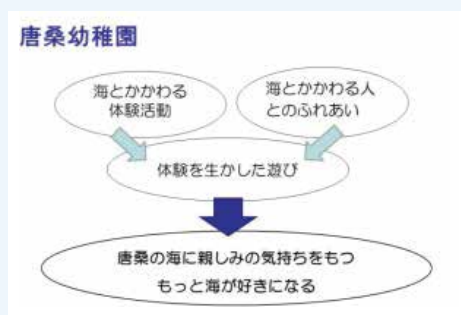 唐桑幼稚園
海とかかわる
体験活動
海とかかわる人
とのふれあい
体験を生かした遊び
唐桑の海に親しみの気持ちをもつ
もっと海が好きになる